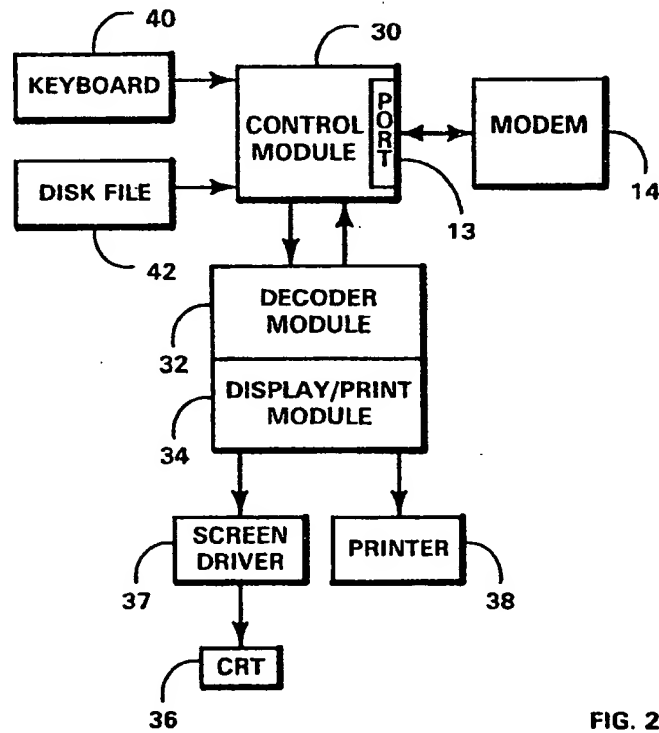 40
30
KEYBOARD
CONTROL
MODULE
PORT
MODEM
DISK FILE
13
14
42
DECODER
MODULE
32
DISPLAY/PRINT
MODULE
34
SCREEN
DRIVER
PRINTER
37
38
CRT
36
FIG. 2